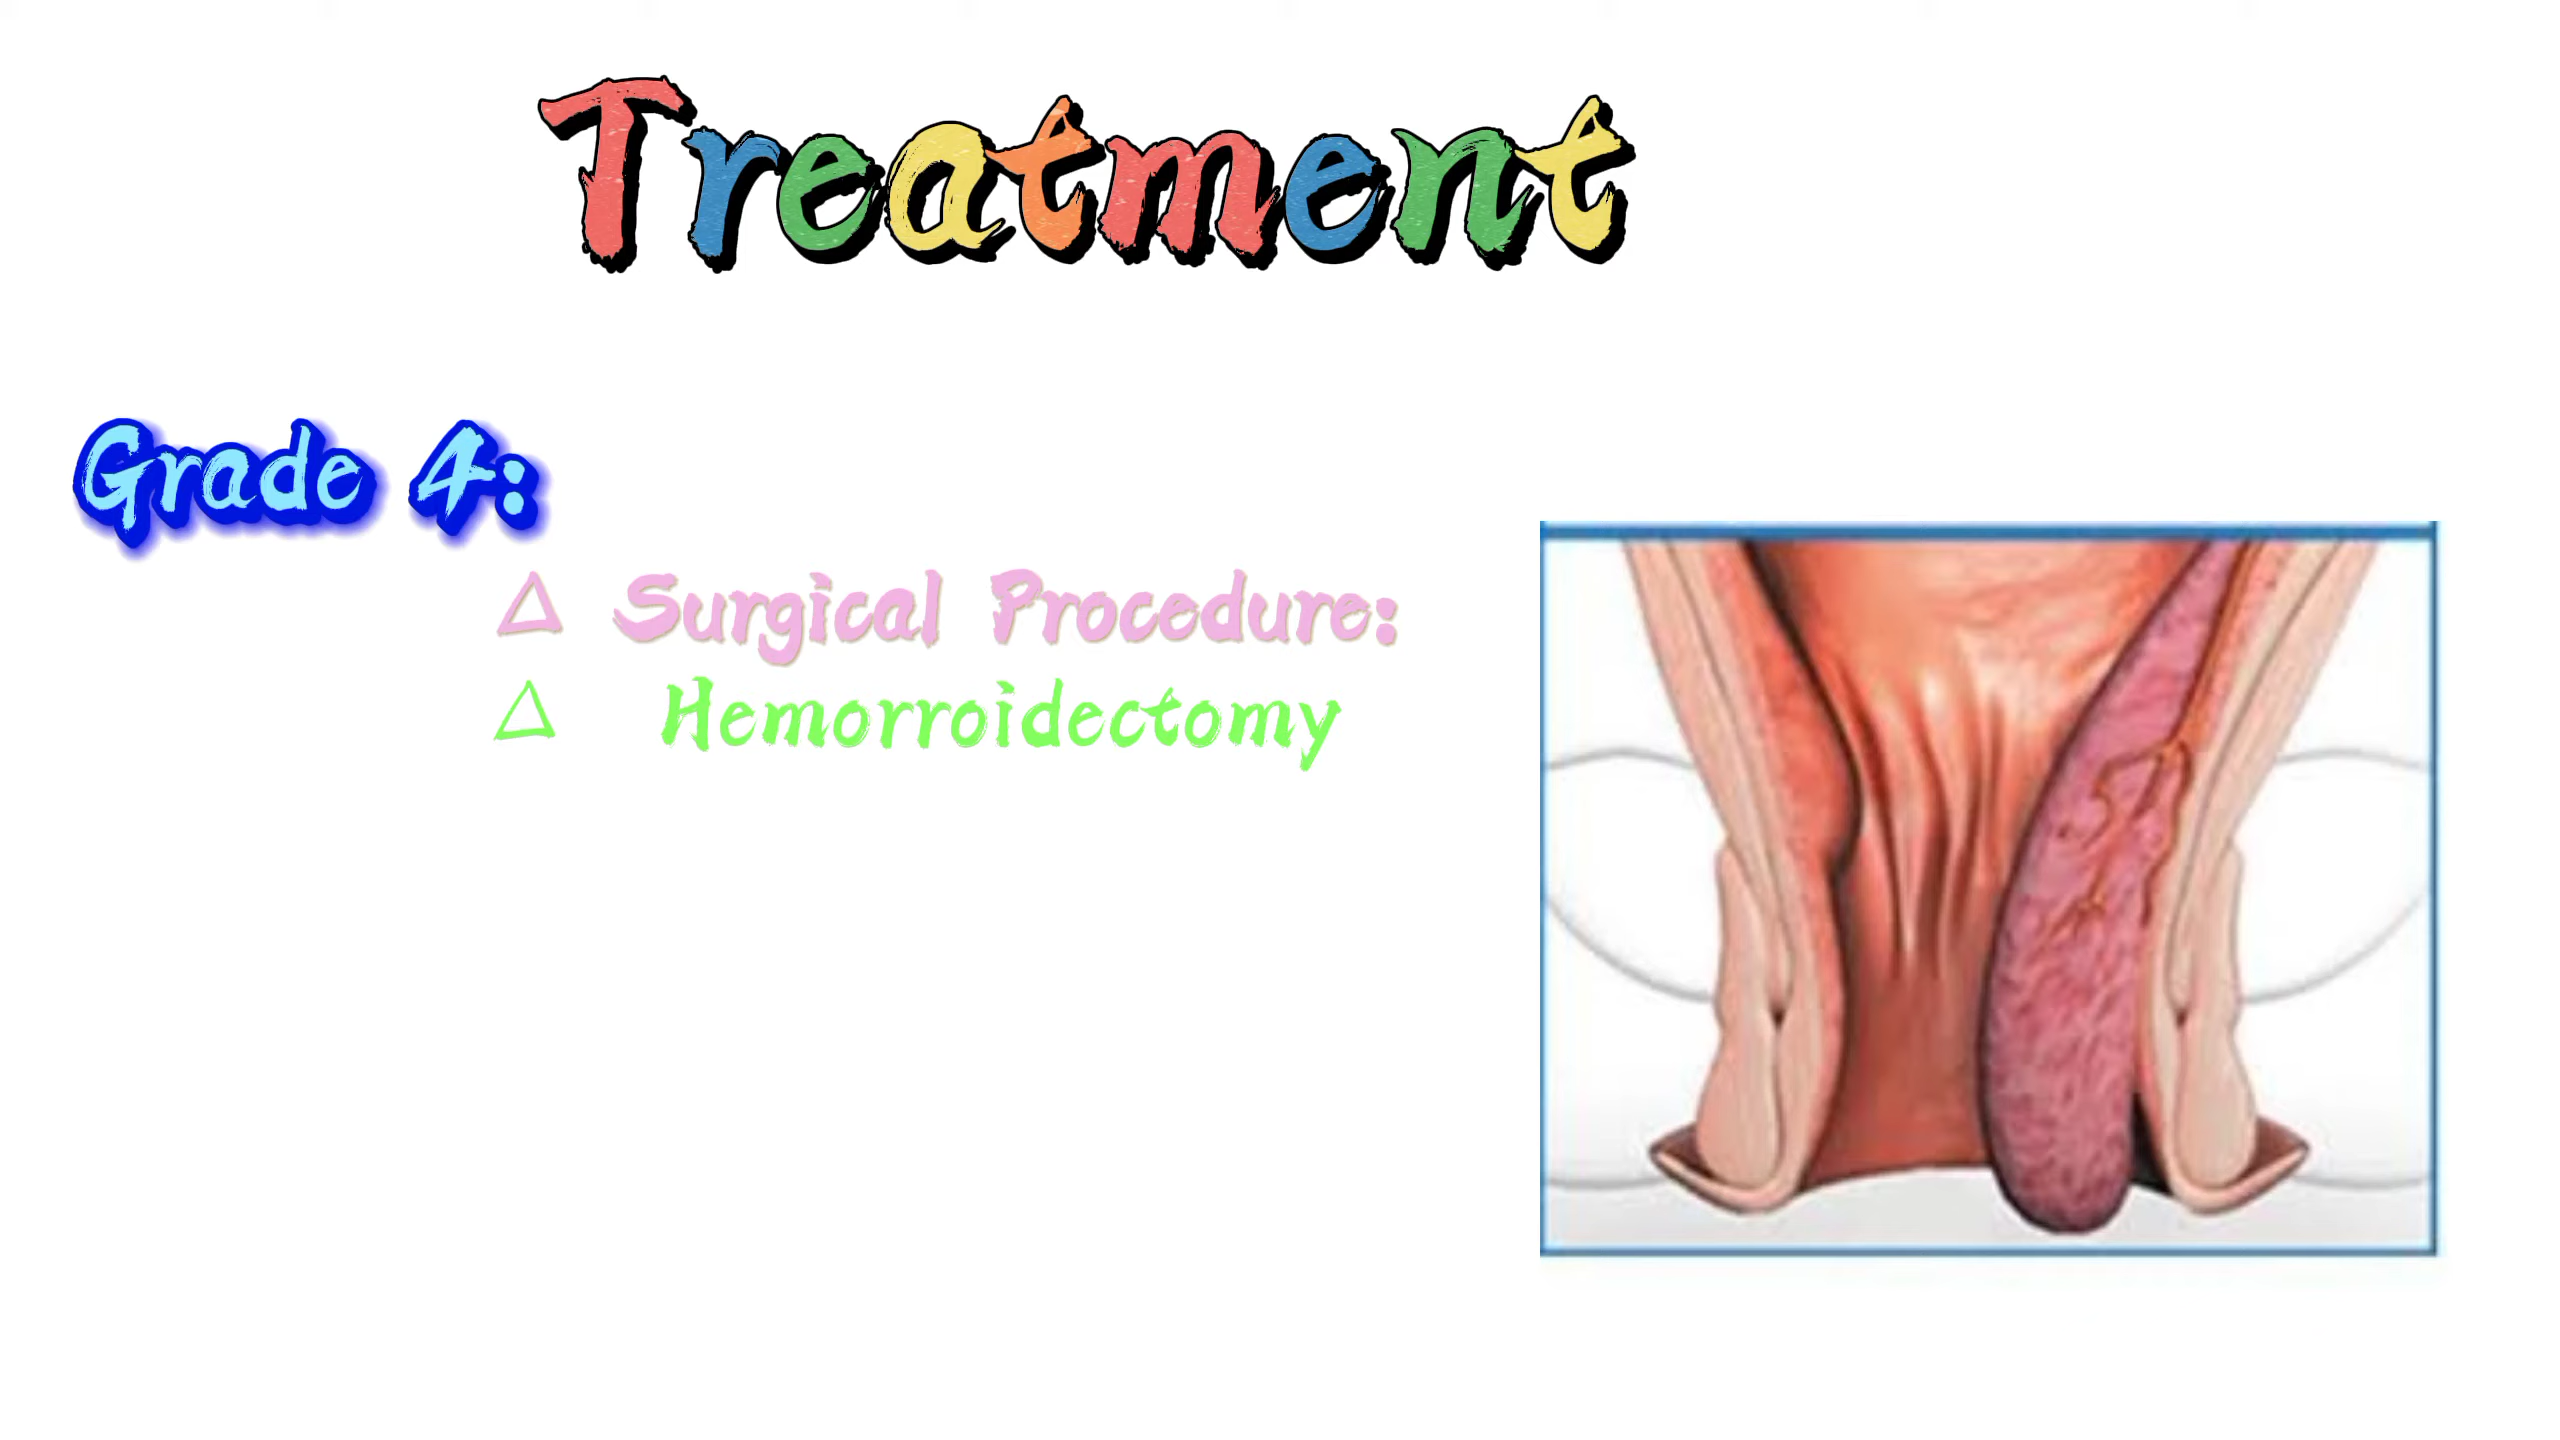 Treatment
Grade 4:
Δ Surgical Procedure:
Δ Hemorroidectomy